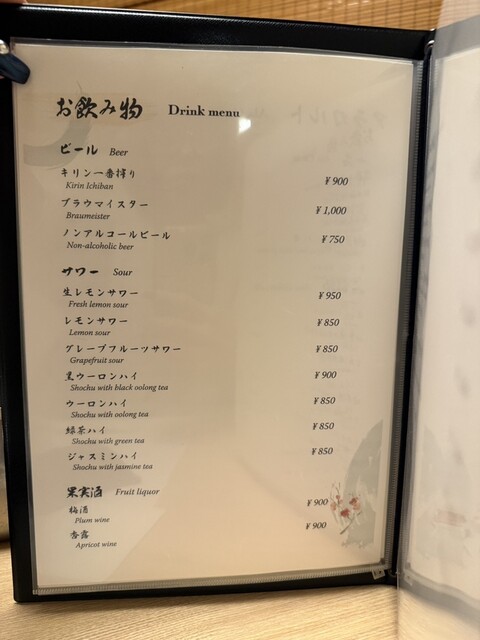 お飲み物 Drink menu
ビール Beer
キリン一番搾り ¥900
Kirin Ichiban
ブラウマイスター ¥1,000
Braumeister
ノンアルコールビール ¥750
Non-alcoholic beer
サワー Sour
生レモンサワー ¥950
Fresh lemon sour
レモンサワー ¥850
Lemon sour
グレープフルーツサワー ¥850
Grapefruit sour
黒ウーロンハイ ¥900
Shochu with black oolong tea
ウーロンハイ ¥850
Shochu with oolong tea
緑茶ハイ ¥850
Shochu with green tea
ジャスミンハイ ¥850
Shochu with jasmine tea
果実酒 Fruit liquor
梅酒 ¥900
Plum wine
杏露 ¥900
Apricot wine